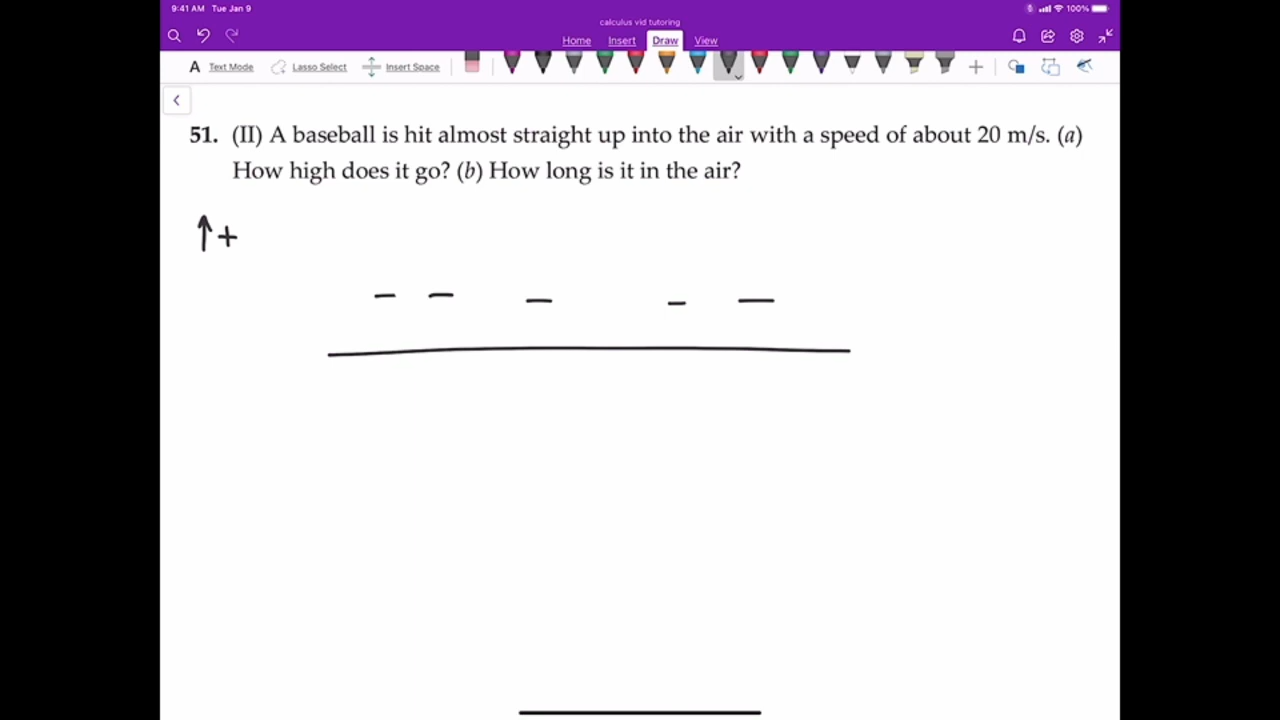 9:41 AM Tue Jan 9
100%
calculus vid tutoring
Home Insert Draw View
A Text Mode Lasso Select Insert Space
51. (II) A baseball is hit almost straight up into the air with a speed of about 20 m/s. (a)
How high does it go? (b) How long is it in the air?
↑+